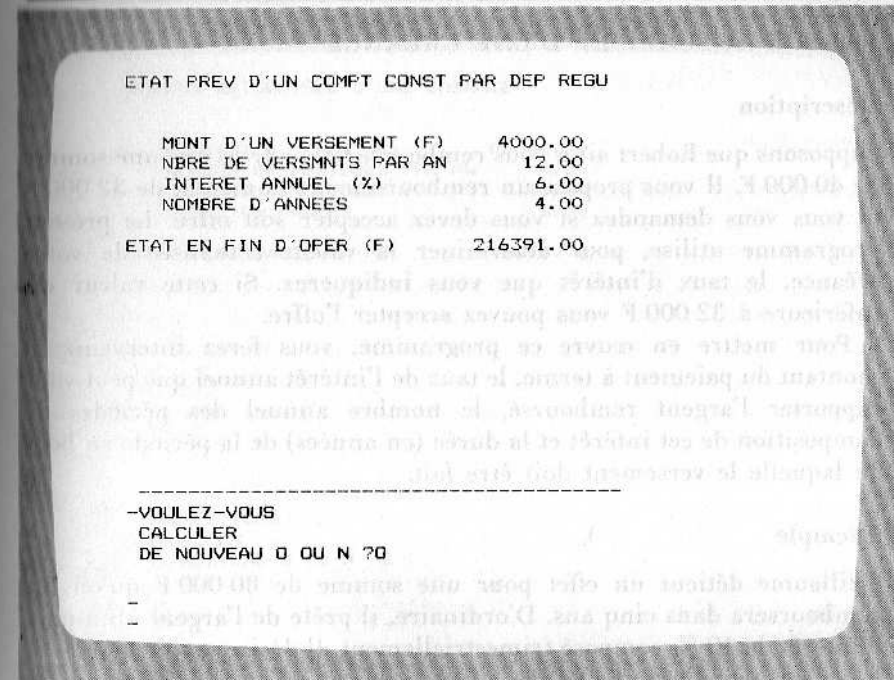 ETAT PREV D'UN COMPT CONST PAR DEP REGU
MONT D'UN VERSEMENT (F) 4000.00
NBRE DE VERSMNTS PAR AN 12.00
INTERET ANNUEL (%) 6.00
NOMBRE D'ANNEES 4.00
ETAT EN FIN D'OPER (F) 216391.00
-VOULEZ-VOUS
CALCULER
DE NOUVEAU O OU N ?O